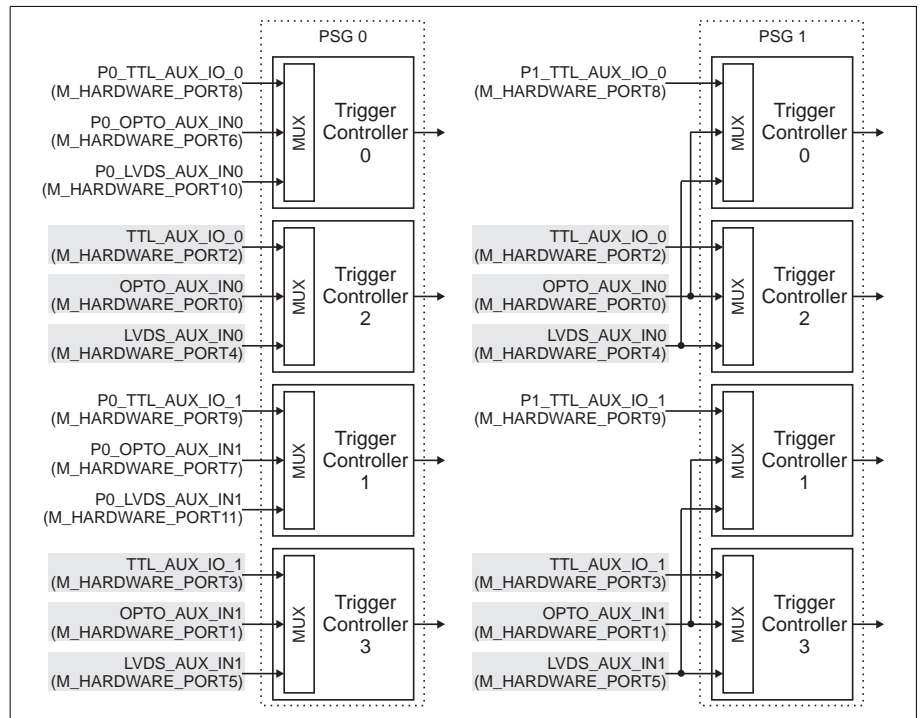 PSG 0
P0_TTL_AUX_IO_0
(M_HARDWARE_PORT8)
P0_OPTO_AUX_IN0
(M_HARDWARE_PORT6)
P0_LVDS_AUX_IN0
(M_HARDWARE_PORT10)
MUX
Trigger
Controller
0
TTL_AUX_IO_0
(M_HARDWARE_PORT2)
OPTO_AUX_IN0
(M_HARDWARE_PORT0)
LVDS_AUX_IN0
(M_HARDWARE_PORT4)
MUX
Trigger
Controller
2
P0_TTL_AUX_IO_1
(M_HARDWARE_PORT9)
P0_OPTO_AUX_IN1
(M_HARDWARE_PORT7)
P0_LVDS_AUX_IN1
(M_HARDWARE_PORT11)
MUX
Trigger
Controller
1
TTL_AUX_IO_1
(M_HARDWARE_PORT3)
OPTO_AUX_IN1
(M_HARDWARE_PORT1)
LVDS_AUX_IN1
(M_HARDWARE_PORT5)
MUX
Trigger
Controller
3
PSG 1
P1_TTL_AUX_IO_0
(M_HARDWARE_PORT8)
MUX
Trigger
Controller
0
TTL_AUX_IO_0
(M_HARDWARE_PORT2)
OPTO_AUX_IN0
(M_HARDWARE_PORT0)
LVDS_AUX_IN0
(M_HARDWARE_PORT4)
MUX
Trigger
Controller
2
P1_TTL_AUX_IO_1
(M_HARDWARE_PORT9)
MUX
Trigger
Controller
1
TTL_AUX_IO_1
(M_HARDWARE_PORT3)
OPTO_AUX_IN1
(M_HARDWARE_PORT1)
LVDS_AUX_IN1
(M_HARDWARE_PORT5)
MUX
Trigger
Controller
3